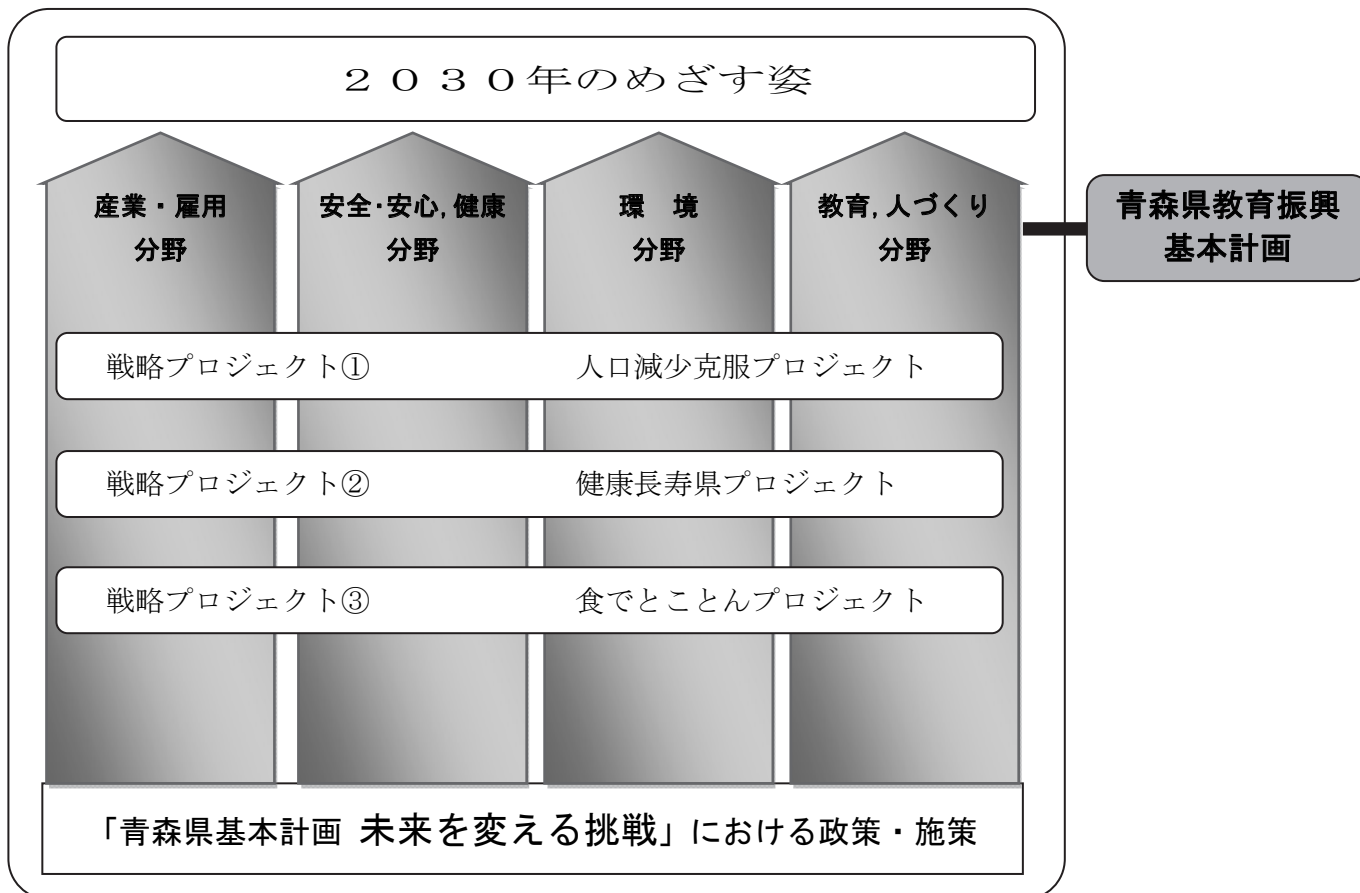 ２０３０年のめざす姿
産業・雇用
分野
安全・安心，健康
分野
環　境
分野
教育，人づくり
分野
青森県教育振興
基本計画
戦略プロジェクト①　人口減少克服プロジェクト
戦略プロジェクト②　健康長寿県プロジェクト
戦略プロジェクト③　食でとことんプロジェクト
「青森県基本計画 未来を変える挑戦」における政策・施策